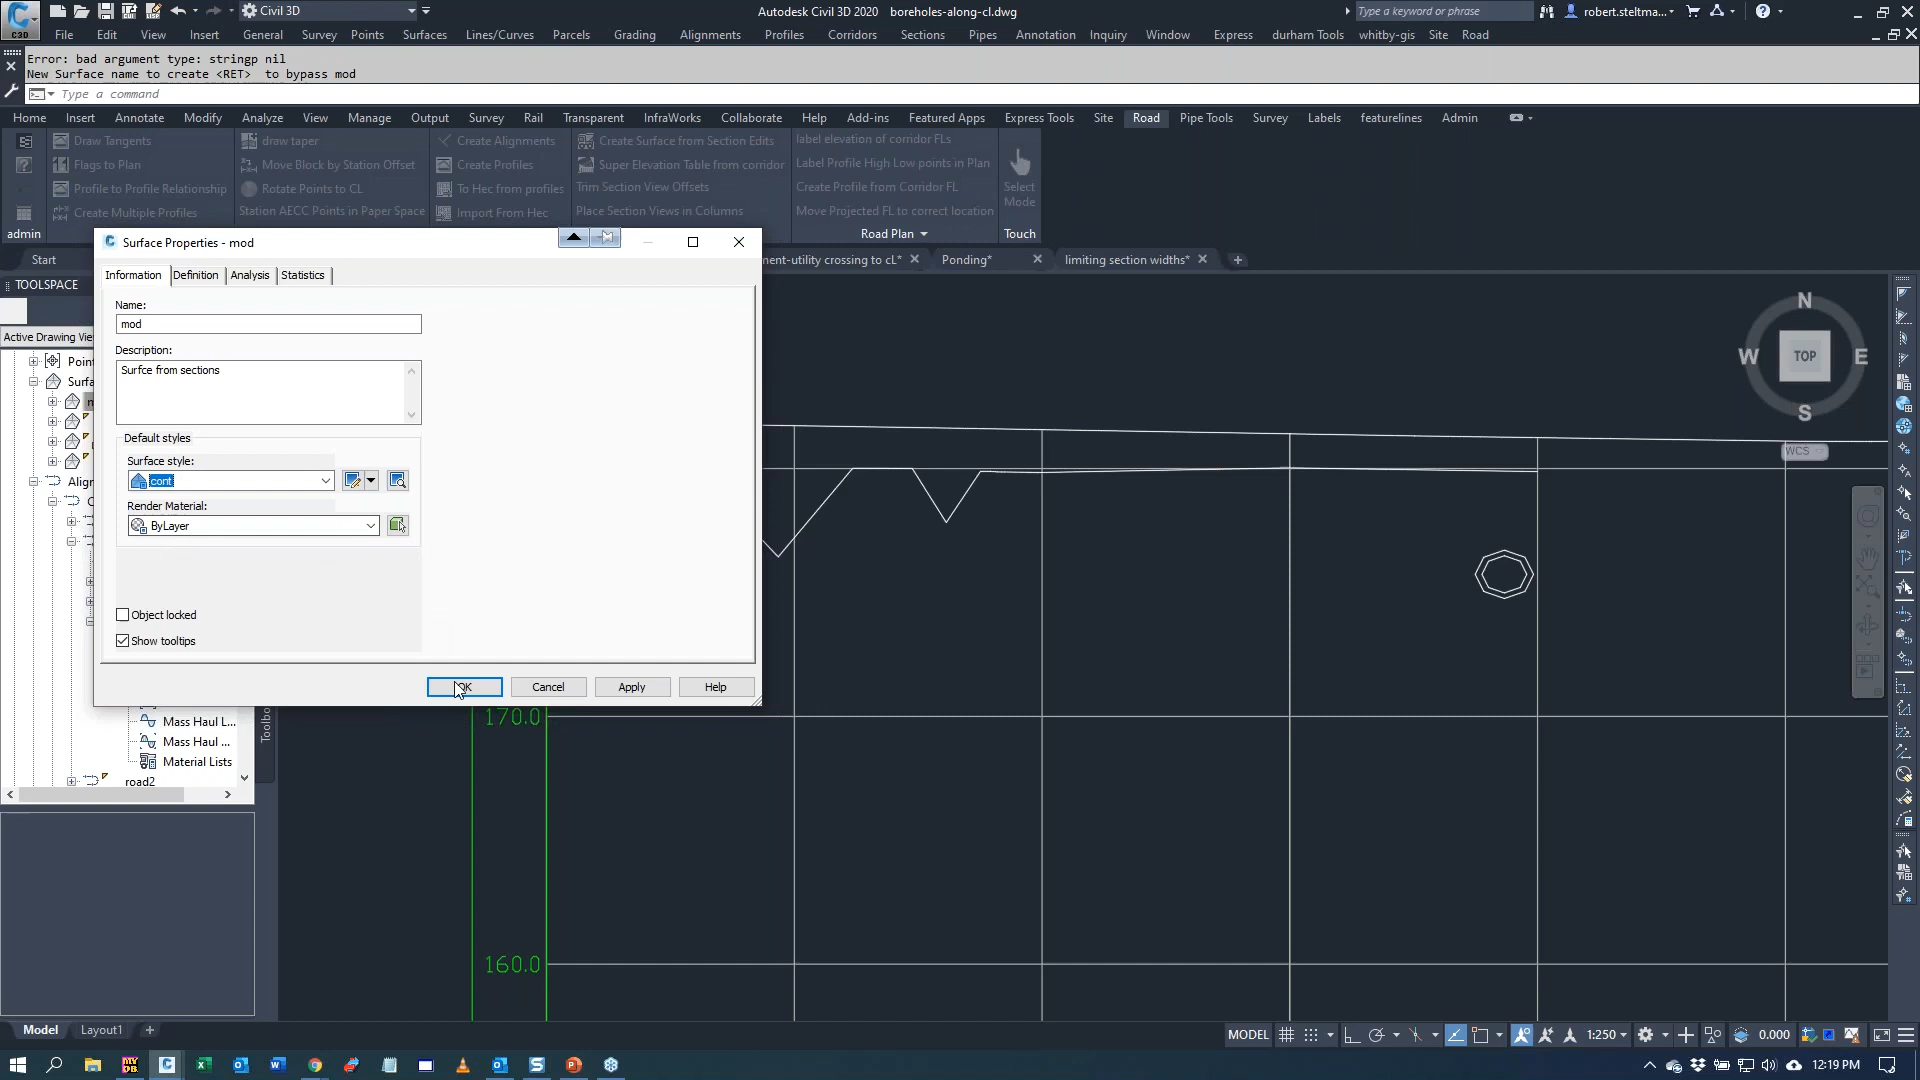 C3D
Civil 3D
Autodesk Civil 3D 2020 boreholes-along-cl.dwg
Type a keyword or phrase
robert.steltma...
File Edit View Insert General Survey Points Surfaces Lines/Curves Parcels Grading Alignments Profiles Corridors Sections Pipes Annotation Inquiry Window Express durham Tools whitby-gis Site Road
Error: bad argument type: stringp nil
New Surface name to create <RET> to bypass mod
Type a command
Home Insert Annotate Modify Analyze View Manage Output Survey Rail Transparent InfraWorks Collaborate Help Add-ins Featured Apps Express Tools Site Road Pipe Tools Survey Labels featurelines Admin
Draw Tangents
Flags to Plan
Profile to Profile Relationship
Create Multiple Profiles
draw taper
Move Block by Station Offset
Rotate Points to CL
Station AECC Points in Paper Space
Create Alignments
Create Profiles
To Hec from profiles
Import From Hec
Create Surface from Section Edits
Super Elevation Table from corridor
Trim Section View Offsets
Place Section Views in Columns
label elevation of corridor FLs
Label Profile High Low points in Plan
Create Profile from Corridor FL
Move Projected FL to correct location
Select
Mode
admin
Road Plan
Touch
Start
ment-utility crossing to cL*
Ponding*
limiting section widths*
TOOLSPACE
Active Drawing Vie
Point
Surfa
Align
Mass Haul L...
Mass Haul ...
Material Lists
road2
Toolbo
Surface Properties - mod
Information Definition Analysis Statistics
Name:
mod
Description:
Surfce from sections
Default styles
Surface style:
cont
Render Material:
ByLayer
Object locked
Show tooltips
OK Cancel Apply Help
N
W TOP E
S
WCS
170.0
160.0
Model Layout1
MODEL
1:250
0.000
12:19 PM